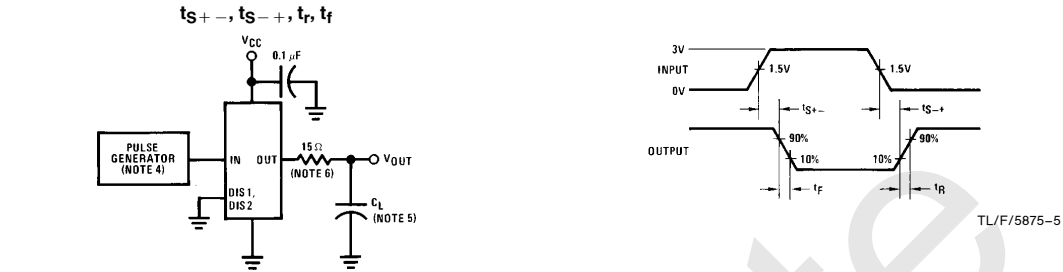 tS+ −, tS− +, tr, tf
VCC
0.1 µF
PULSE
GENERATOR
(NOTE 4)
IN
OUT
DIS 1,
DIS 2
15 Ω
(NOTE 6)
VOUT
CL
(NOTE 5)
3V
INPUT
0V
1.5V
1.5V
tS+−
tS−+
OUTPUT
90%
10%
10%
90%
tF
tR
TL/F/5875−5